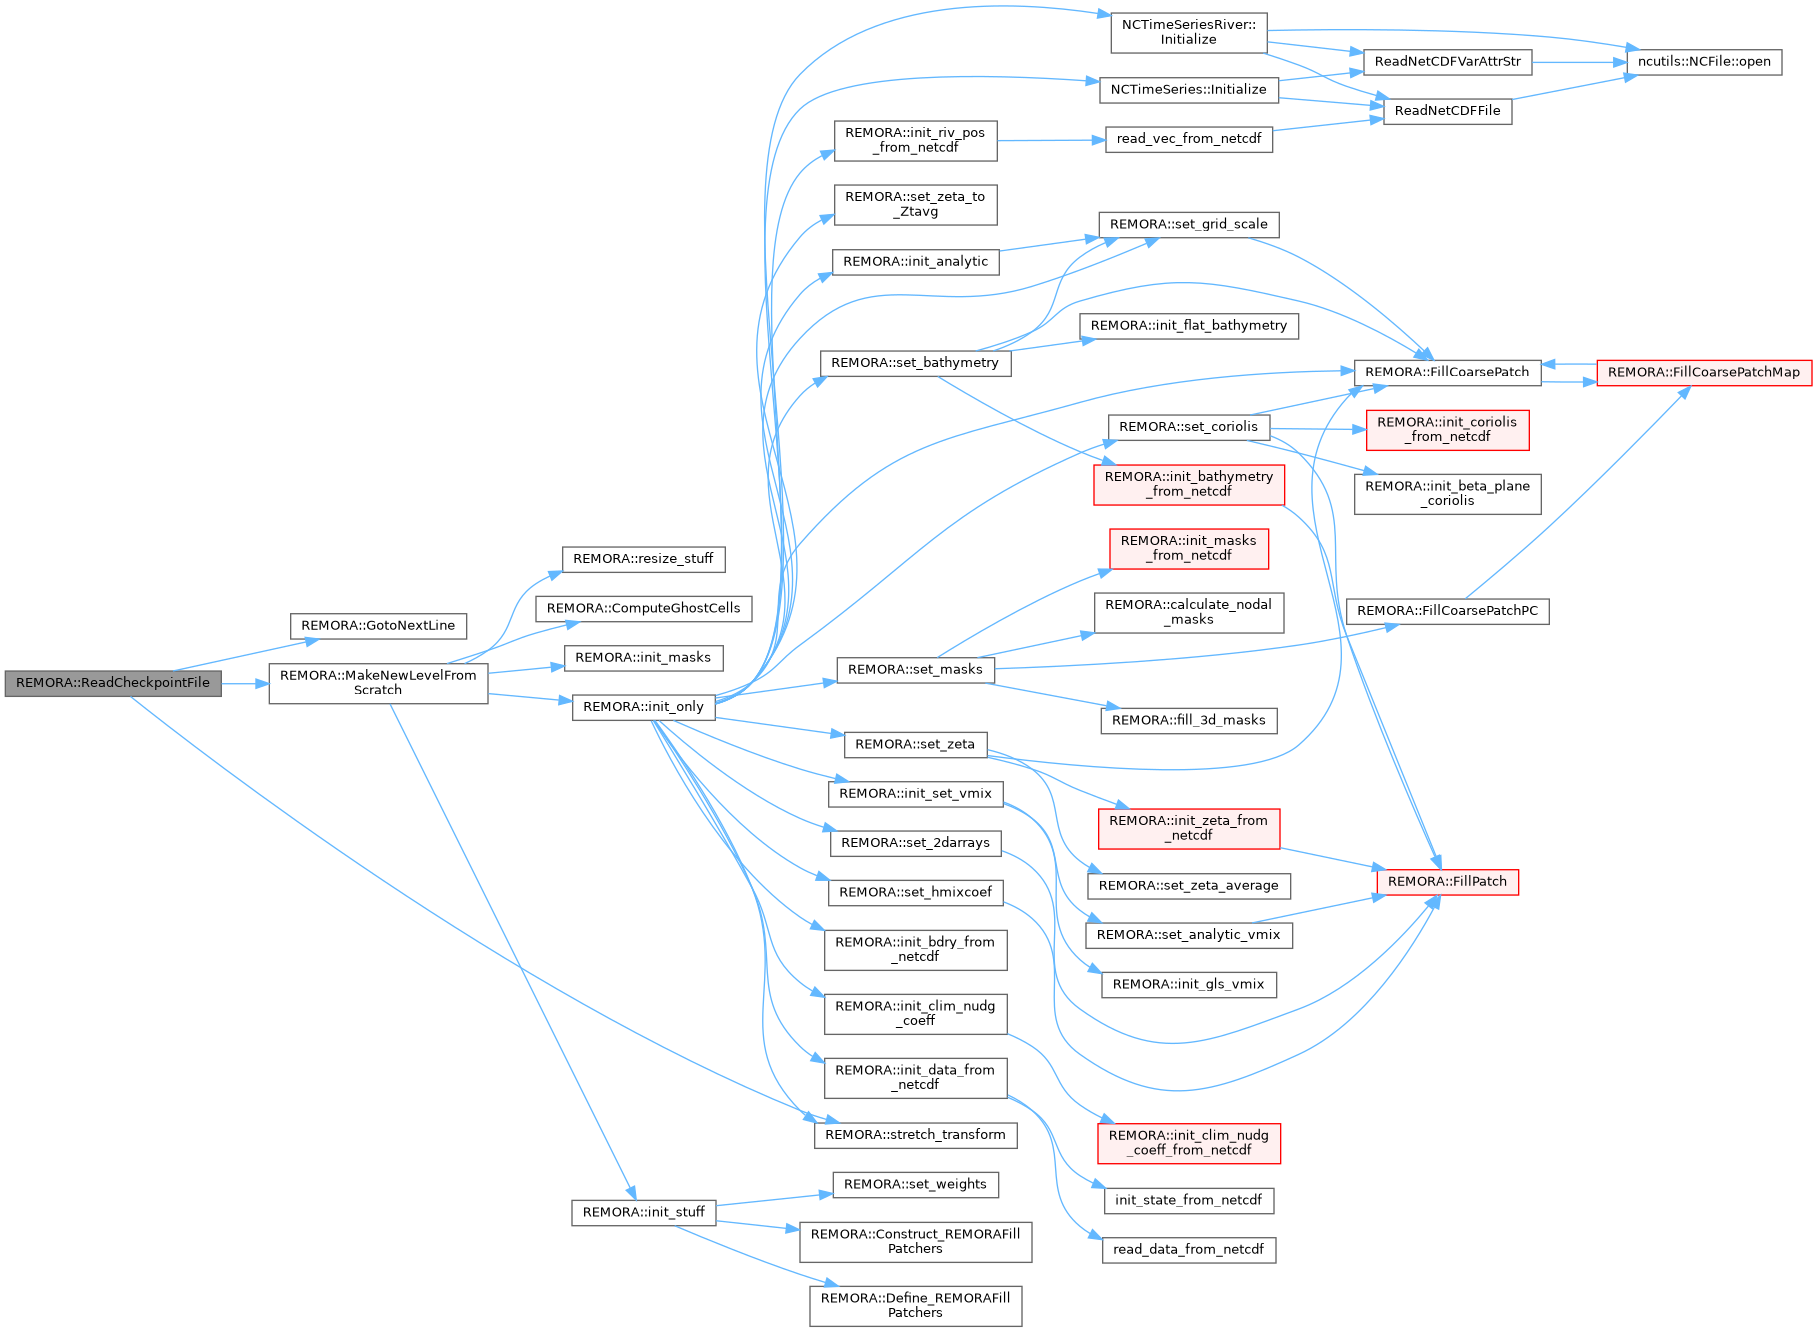 REMORA::ReadCheckpointFile
REMORA::GotoNextLine
REMORA::MakeNewLevelFrom
Scratch
REMORA::resize_stuff
REMORA::ComputeGhostCells
REMORA::init_masks
REMORA::init_only
REMORA::init_stuff
REMORA::init_riv_pos
_from_netcdf
REMORA::set_zeta_to
_Ztavg
REMORA::init_analytic
REMORA::set_bathymetry
REMORA::set_masks
REMORA::set_zeta
REMORA::init_set_vmix
REMORA::set_2darrays
REMORA::set_hmixcoef
REMORA::init_bdry_from
_netcdf
REMORA::init_clim_nudg
_coeff
REMORA::init_data_from
_netcdf
REMORA::stretch_transform
REMORA::set_weights
REMORA::Construct_REMORAFill
Patchers
REMORA::Define_REMORAFill
Patchers
NCTimeSeriesRiver::
Initialize
NCTimeSeries::Initialize
read_vec_from_netcdf
REMORA::set_grid_scale
REMORA::init_flat_bathymetry
REMORA::set_coriolis
REMORA::init_bathymetry
_from_netcdf
REMORA::init_masks
_from_netcdf
REMORA::calculate_nodal
_masks
REMORA::fill_3d_masks
REMORA::init_zeta_from
_netcdf
REMORA::set_zeta_average
REMORA::set_analytic_vmix
REMORA::init_gls_vmix
REMORA::init_clim_nudg
_coeff_from_netcdf
init_state_from_netcdf
read_data_from_netcdf
ReadNetCDFVarAttrStr
ReadNetCDFFile
REMORA::FillCoarsePatch
REMORA::init_coriolis
_from_netcdf
REMORA::init_beta_plane
_coriolis
REMORA::FillCoarsePatchPC
REMORA::FillPatch
ncutils::NCFile::open
REMORA::FillCoarsePatchMap